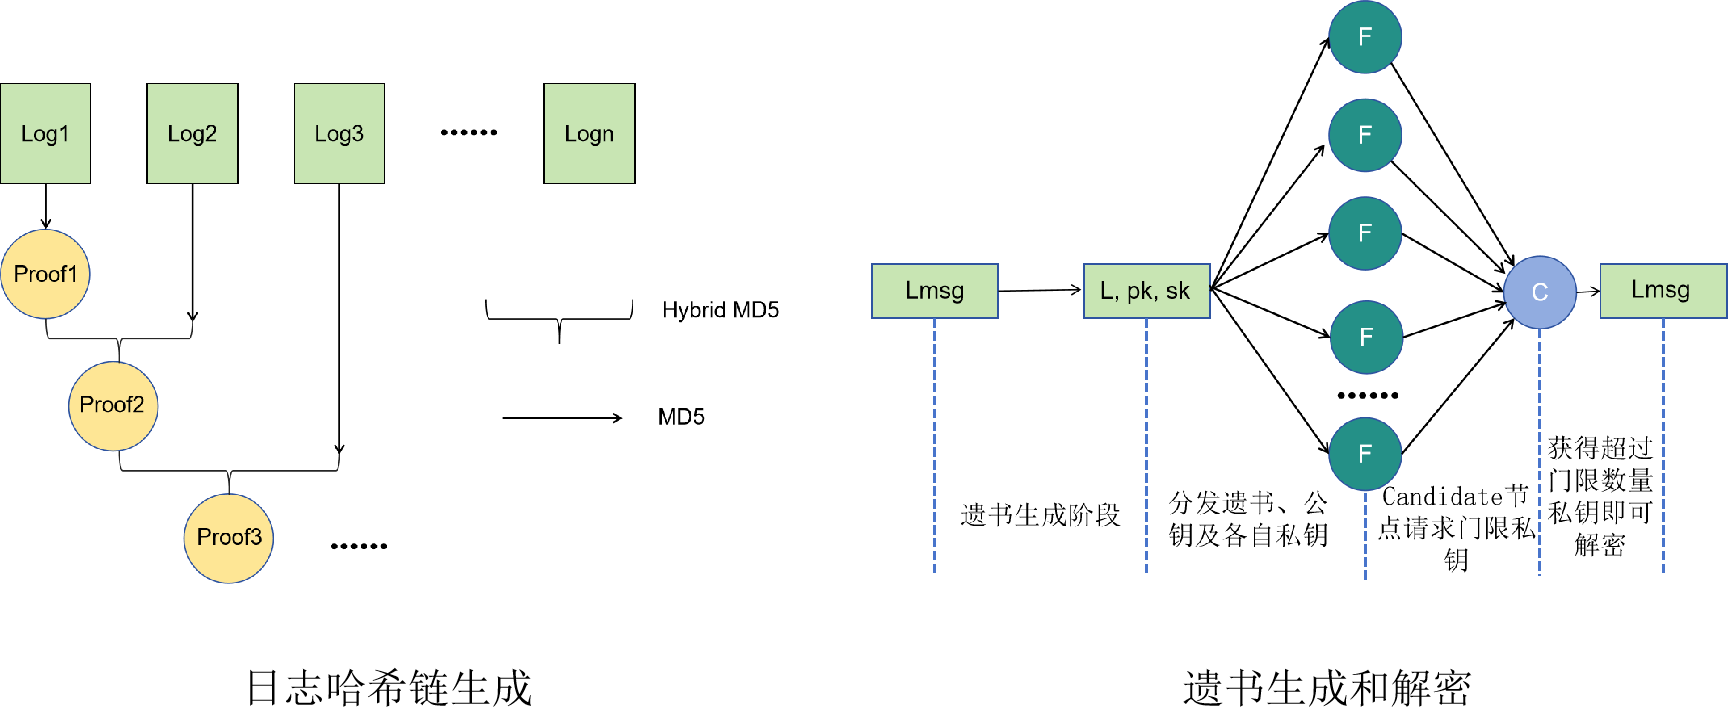 Log1
Log2
Log3
......
Logn
Proof1
Proof2
Proof3
......
Hybrid MD5
MD5
日志哈希链生成
Lmsg
L, pk, sk
F
F
F
F
......
F
C
Lmsg
遗书生成阶段
分发遗书、公
钥及各自私钥
Candidate节
点请求门限私
钥
获得超过
门限数量
私钥即可
解密
遗书生成和解密